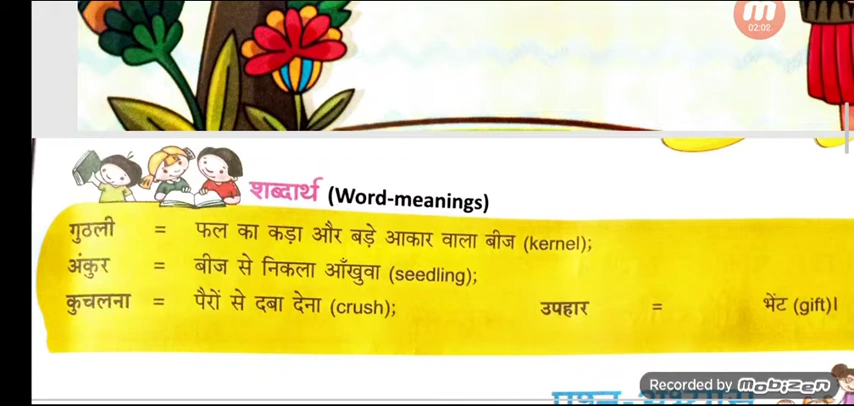 02:02
शब्दार्थ (Word-meanings)
गुठली = फल का कड़ा और बड़े आकार वाला बीज (kernel);
अंकुर = बीज से निकला आँखुवा (seedling);
कुचलना = पैरों से दबा देना (crush); उपहार = भेंट (gift)।
Recorded by Mobizen